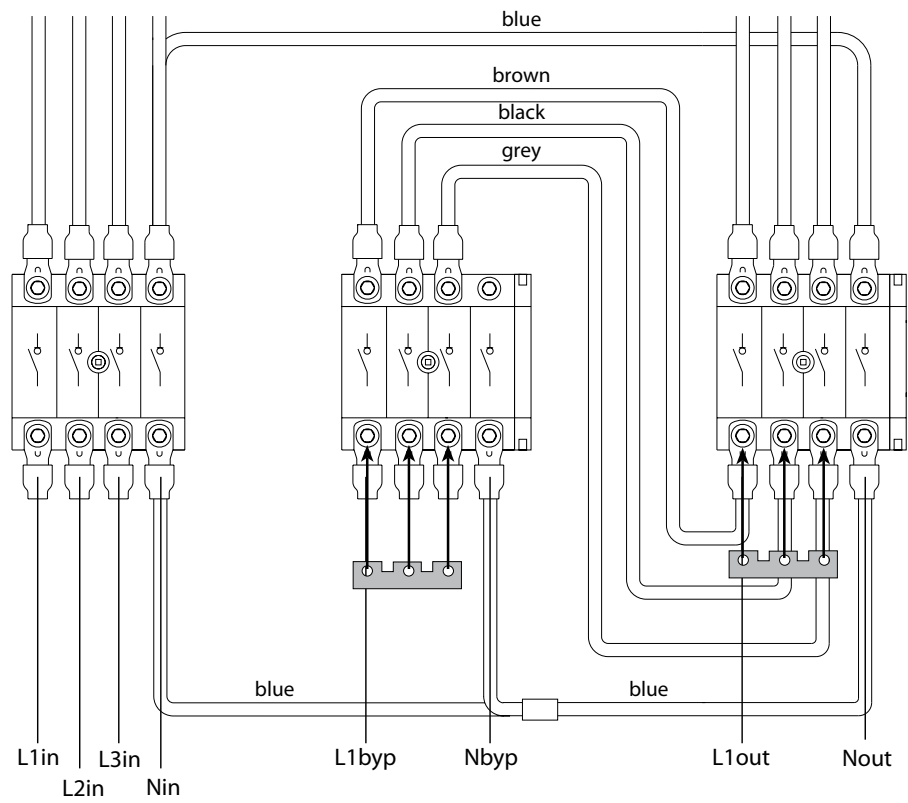 blue
brown
black
grey
blue
blue
L1in
L2in
L3in
Nin
L1byp
Nbyp
L1out
Nout